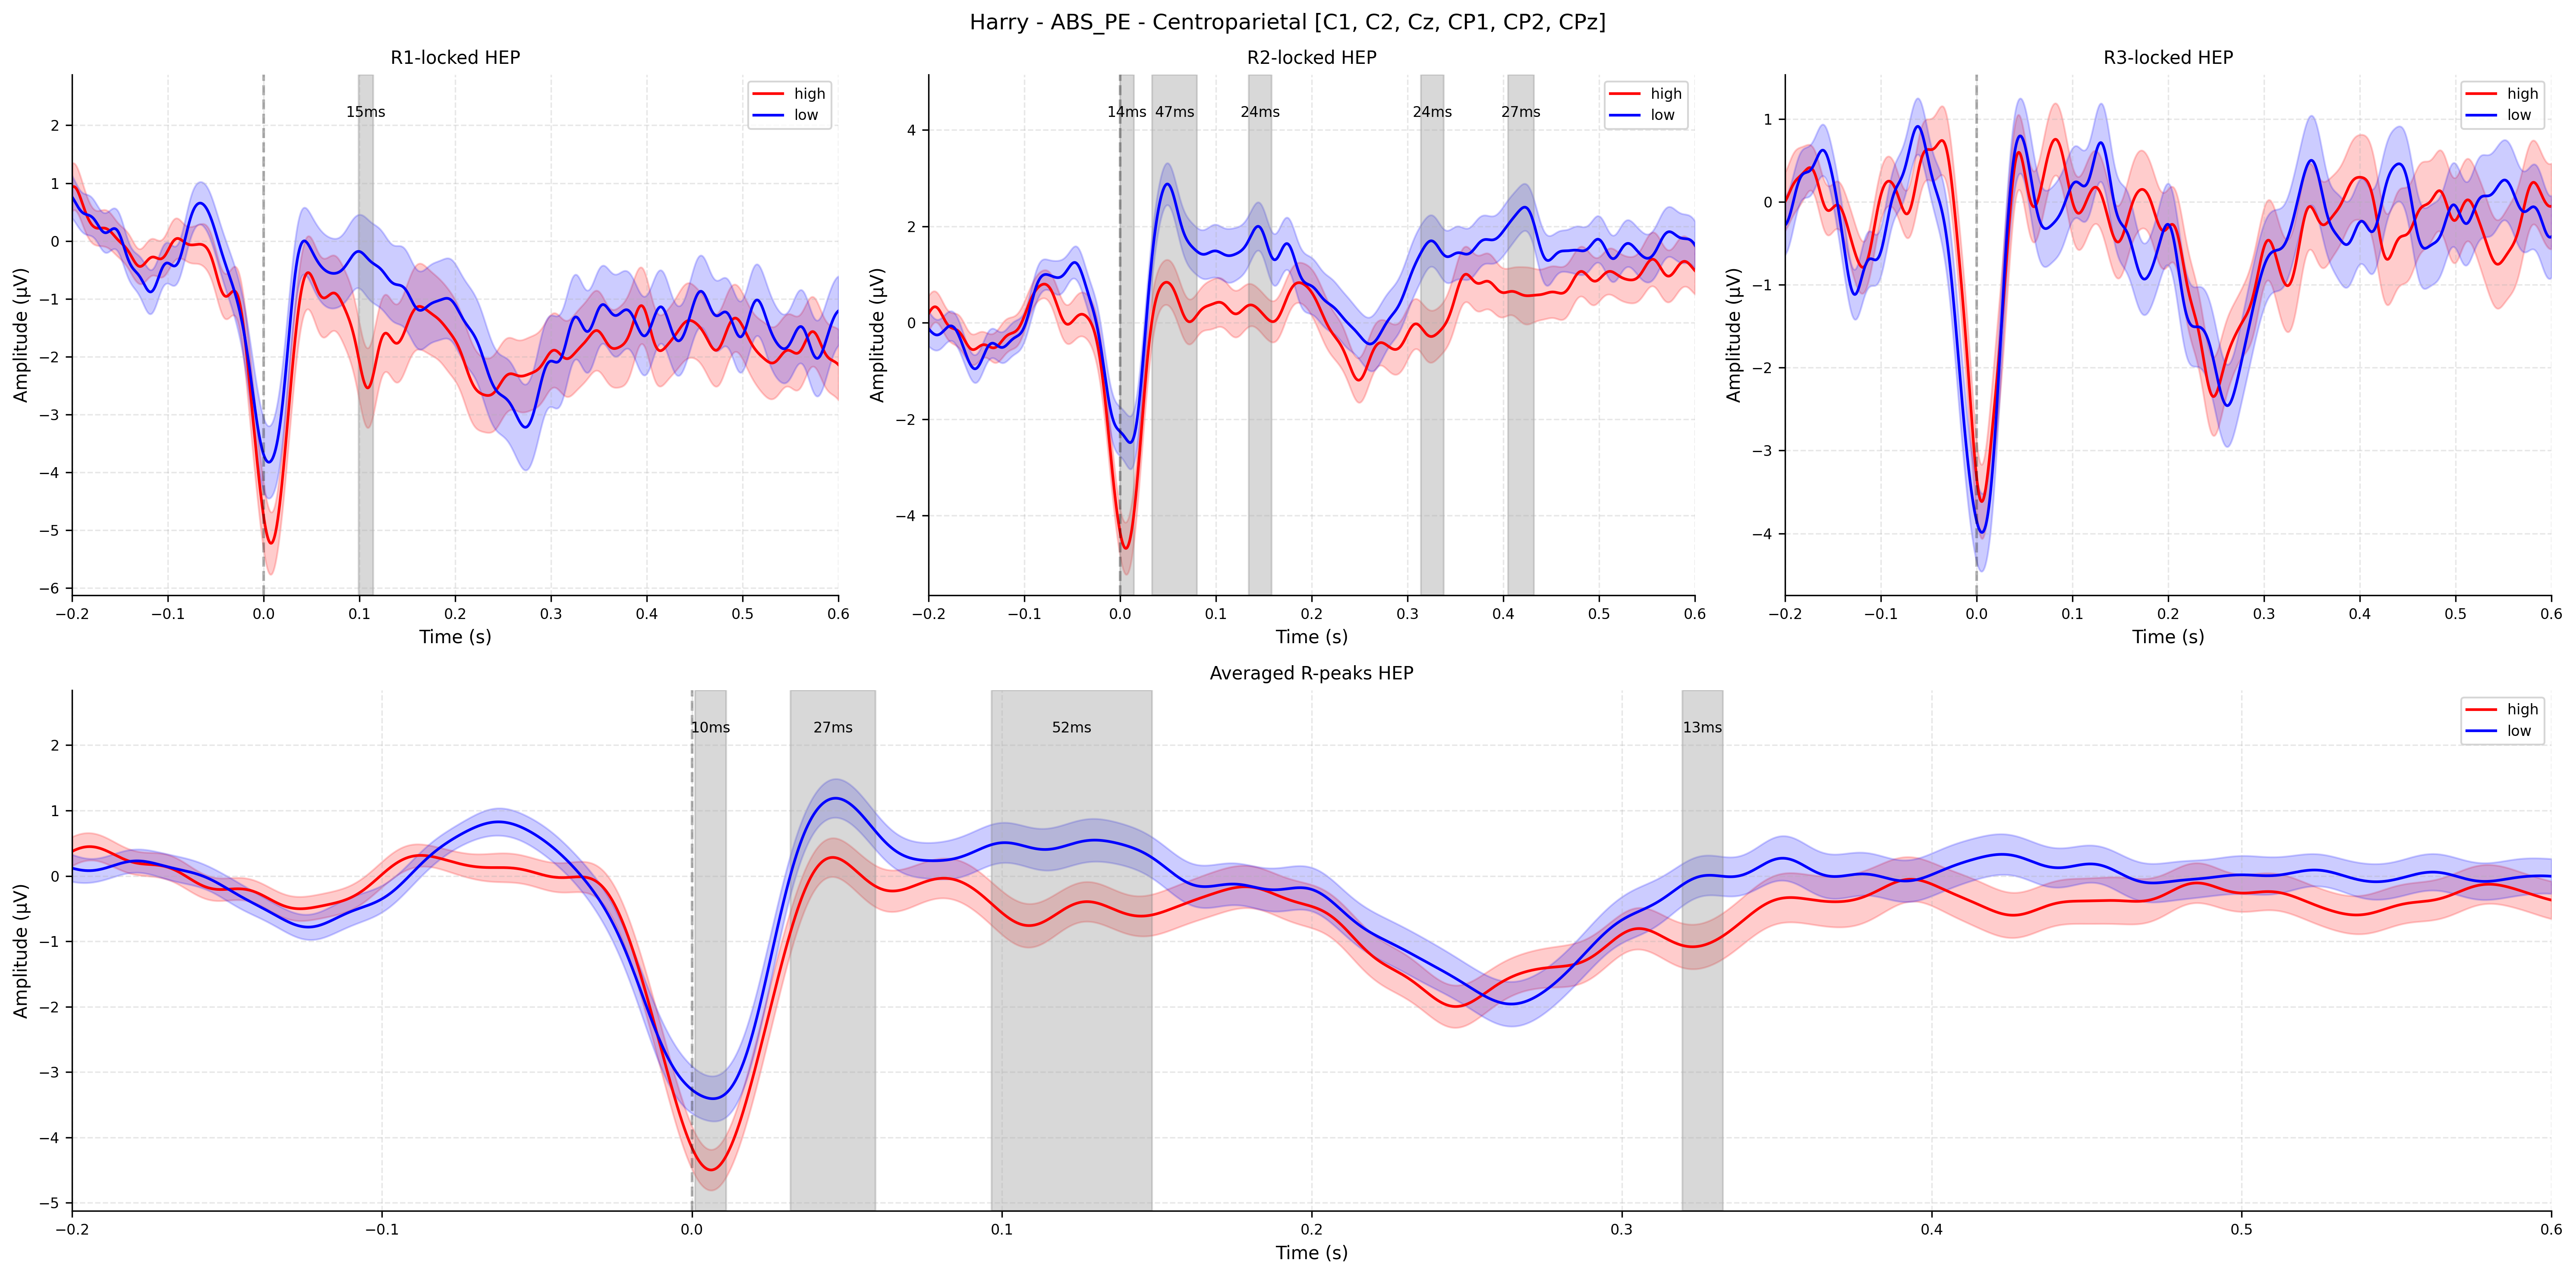 Harry - ABS_PE - Centroparietal [C1, C2, Cz, CP1, CP2, CPz]
R1-locked HEP
high
low
15ms
2
1
0
−1
−2
−3
−4
−5
−6
Amplitude (µV)
−0.2 −0.1 0.0 0.1 0.2 0.3 0.4 0.5 0.6
Time (s)
R2-locked HEP
high
low
14ms 47ms 24ms 24ms 27ms
4
2
0
−2
−4
Amplitude (µV)
−0.2 −0.1 0.0 0.1 0.2 0.3 0.4 0.5 0.6
Time (s)
R3-locked HEP
high
low
1
0
−1
−2
−3
−4
Amplitude (µV)
−0.2 −0.1 0.0 0.1 0.2 0.3 0.4 0.5 0.6
Time (s)
Averaged R-peaks HEP
high
low
10ms 27ms 52ms 13ms
2
1
0
−1
−2
−3
−4
−5
Amplitude (µV)
−0.2 −0.1 0.0 0.1 0.2 0.3 0.4 0.5 0.6
Time (s)